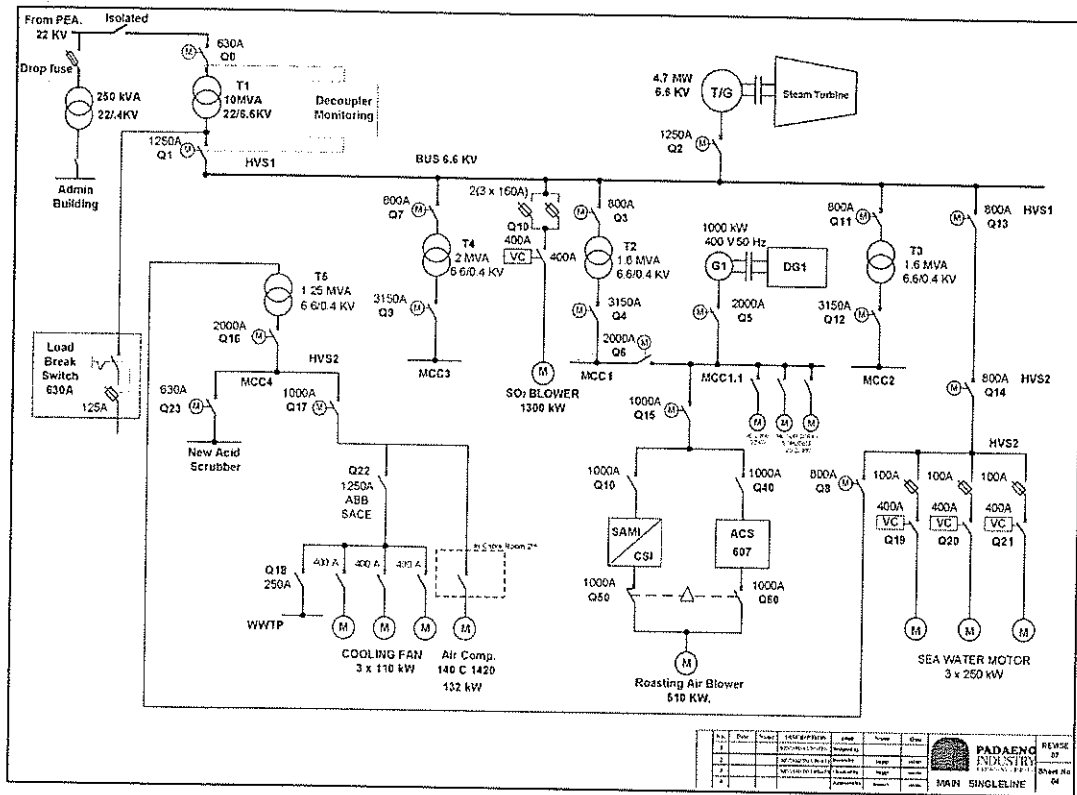 From PEA.
22 KV
Isolated
Drop fuse
250 kVA
22/.4KV
Admin
Building
630A
Q0
T1
10MVA
22/6.6KV
Decoupler
Monitoring
1250A
Q1
HVS1
BUS 6.6 KV
4.7 MW
6.6 KV
T/G
Steam Turbine
1250A
Q2
800A
Q7
T4
2 MVA
6.6/0.4 KV
3150A
Q3
MCC3
2(3 x 160A)
Q10
400A
VC
400A
SO₂ BLOWER
1300 kW
800A
Q3
T2
1.6 MVA
6.6/0.4 KV
3150A
Q4
MCC1
2000A
Q6
1000 kW
400 V 50 Hz
G1
DG1
2000A
Q5
MCC1.1
800A
Q11
T3
1.6 MVA
6.6/0.4 KV
3150A
Q12
MCC2
800A
Q13
HVS1
800A
Q14
HVS2
HVS2
T5
1.25 MVA
6.6/0.4 KV
2000A
Q16
HVS2
MCC4
Load
Break
Switch
630A
125A
630A
Q23
New Acid
Scrubber
1000A
Q17
Q22
1250A
ABB
SACE
Q18
250A
WWTP
400 A
400 A
400 A
M
M
M
COOLING FAN
3 x 110 kW
M
Air Comp.
140 C 1420
132 kW
1000A
Q15
1000A
Q10
1000A
Q40
SAMI
CSI
ACS
607
1000A
Q50
1000A
Q60
M
Roasting Air Blower
510 KW.
800A
Q8
100A
100A
100A
400A
VC
Q19
400A
VC
Q20
400A
VC
Q21
M
M
M
SEA WATER MOTOR
3 x 250 kW
PADAENG
INDUSTRY
MAIN SINGLELINE
REVISE
07
Sheet No
04